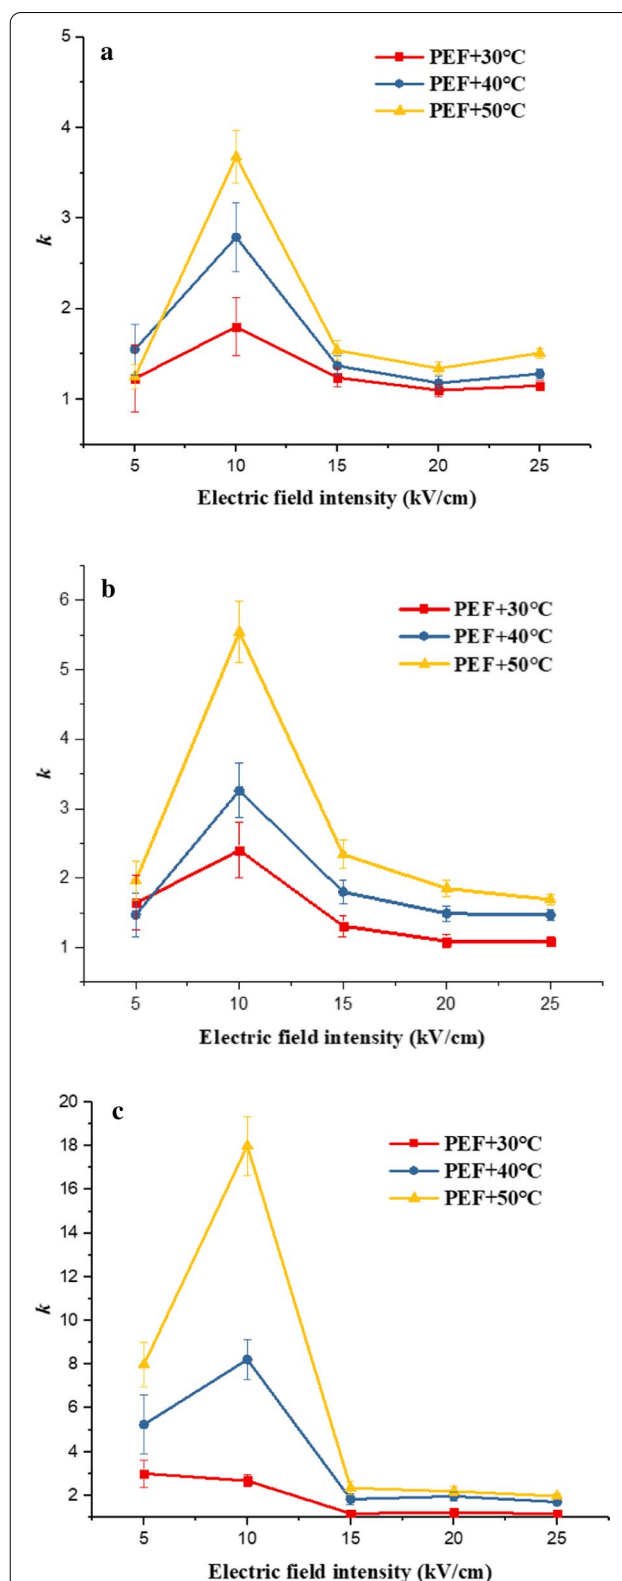 a
5
4
3
2
1
k
PEF+30°C
PEF+40°C
PEF+50°C
5 10 15 20 25
Electric field intensity (kV/cm)
b
6
5
4
3
2
1
k
PEF+30°C
PEF+40°C
PEF+50°C
5 10 15 20 25
Electric field intensity (kV/cm)
c
20
18
16
14
12
10
8
6
4
2
k
PEF+30°C
PEF+40°C
PEF+50°C
5 10 15 20 25
Electric field intensity (kV/cm)